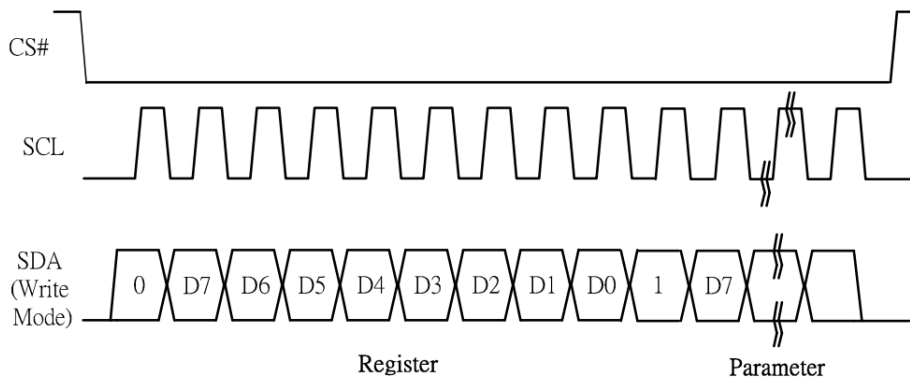 CS#
SCL
SDA
(Write
Mode)
0 D7 D6 D5 D4 D3 D2 D1 D0 1 D7
Register Parameter